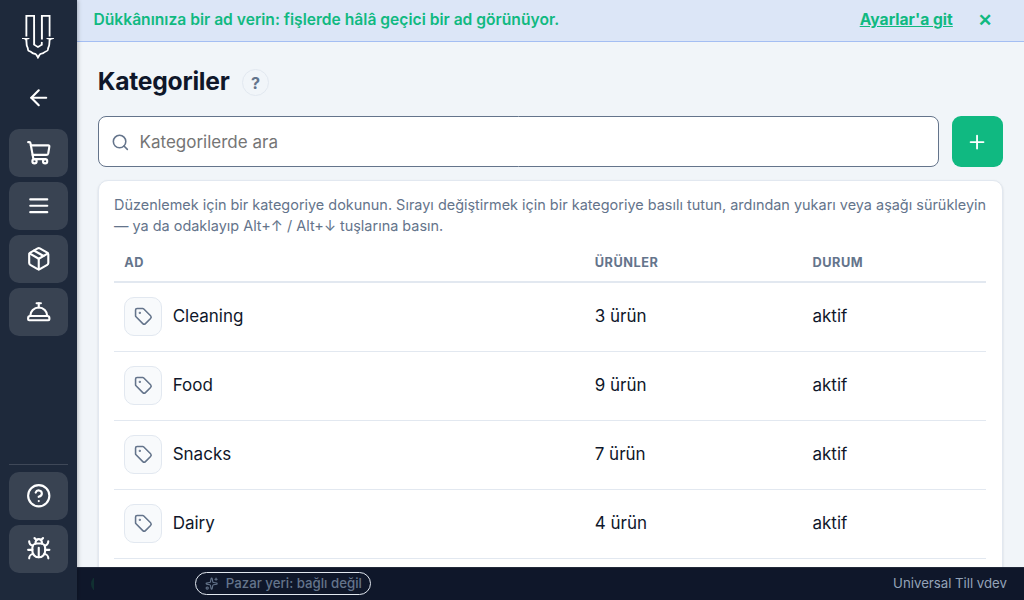 Dükkânınıza bir ad verin: fişlerde hâlâ geçici bir ad görünüyor.
Ayarlar'a git
Kategoriler
?
Kategorilerde ara
Düzenlemek için bir kategoriye dokunun. Sırayı değiştirmek için bir kategoriye basılı tutun, ardından yukarı veya aşağı sürükleyin
— ya da odaklayıp Alt+↑ / Alt+↓ tuşlarına basın.
AD ÜRÜNLER DURUM
Cleaning 3 ürün aktif
Food 9 ürün aktif
Snacks 7 ürün aktif
Dairy 4 ürün aktif
Pazar yeri: bağlı değil
Universal Till vdev